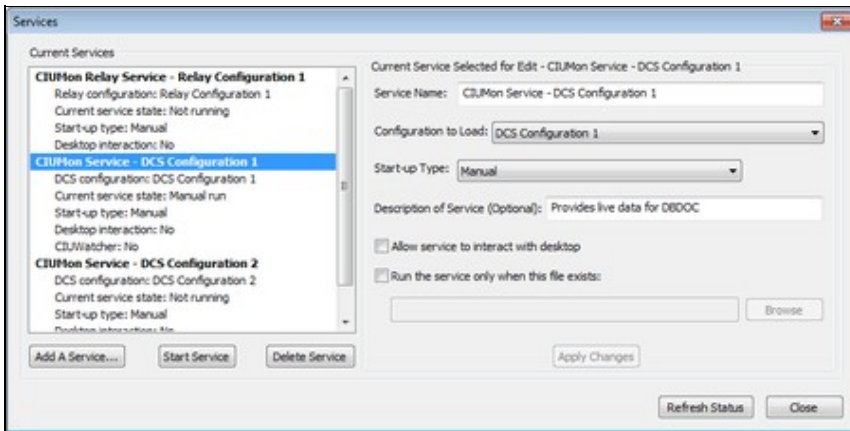 Services
Current Services
CIUMon Relay Service - Relay Configuration 1
Relay configuration: Relay Configuration 1
Current service state: Not running
Start-up type: Manual
Desktop interaction: No
CIUMon Service - DCS Configuration 1
DCS configuration: DCS Configuration 1
Current service state: Manual run
Start-up type: Manual
Desktop interaction: No
CIUWatcher: No
CIUMon Service - DCS Configuration 2
DCS configuration: DCS Configuration 2
Current service state: Not running
Start-up type: Manual
Desktop interaction: No
Add A Service...
Start Service
Delete Service
Current Service Selected for Edit - CIUMon Service - DCS Configuration 1
Service Name: CIUMon Service - DCS Configuration 1
Configuration to Load: DCS Configuration 1
Start-up Type: Manual
Description of Service (Optional): Provides live data for DBDOC
Allow service to interact with desktop
Run the service only when this file exists:
Browse
Apply Changes
Refresh Status
Close